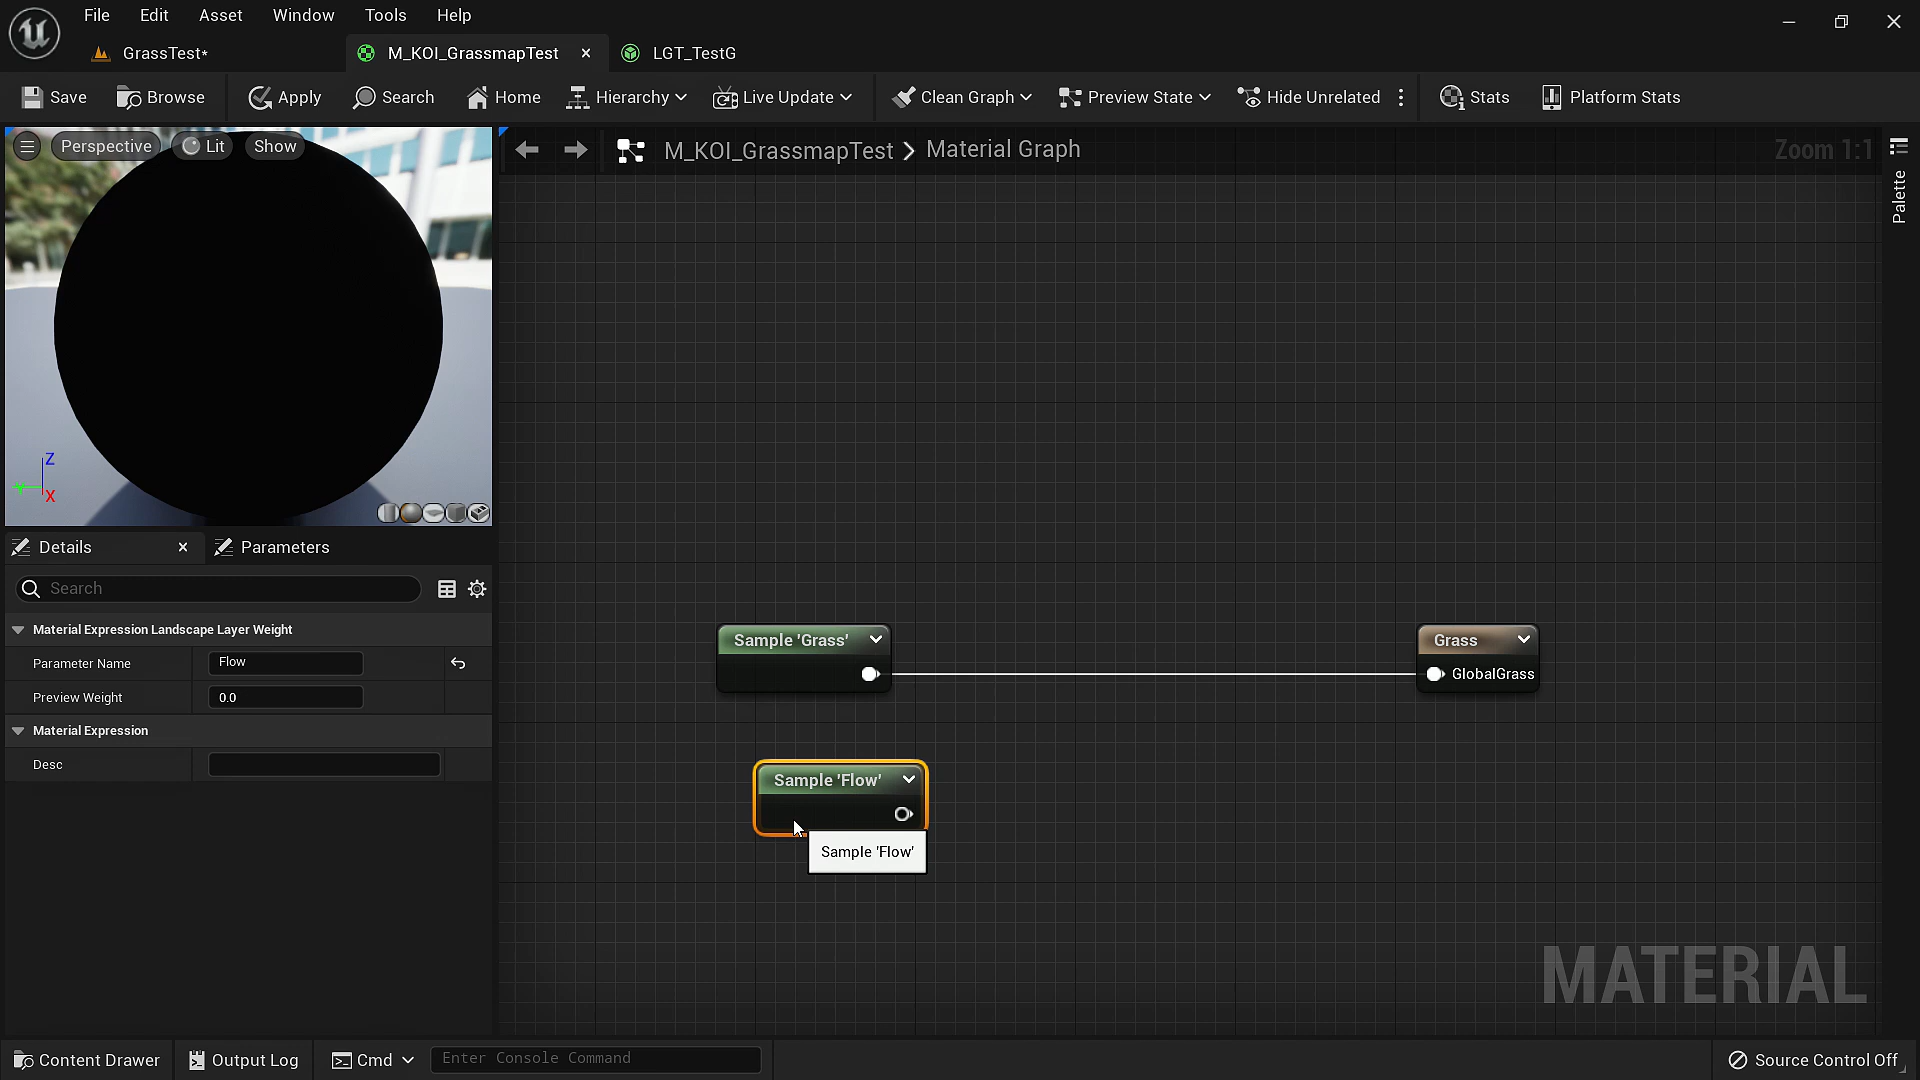 File Edit Asset Window Tools Help
GrassTest* M_KOI_GrassmapTest LGT_TestG
Save Browse Apply Search Home Hierarchy Live Update Clean Graph Preview State Hide Unrelated Stats Platform Stats
Perspective Lit Show
M_KOI_GrassmapTest Material Graph Zoom 1:1
Palette
Z
Y
X
Details Parameters
Search
Material Expression Landscape Layer Weight
Parameter Name Flow
Preview Weight 0.0
Material Expression
Desc
Sample 'Grass' Grass
GlobalGrass
Sample 'Flow'
Sample 'Flow'
MATERIAL
Content Drawer Output Log Cmd Enter Console Command Source Control Off